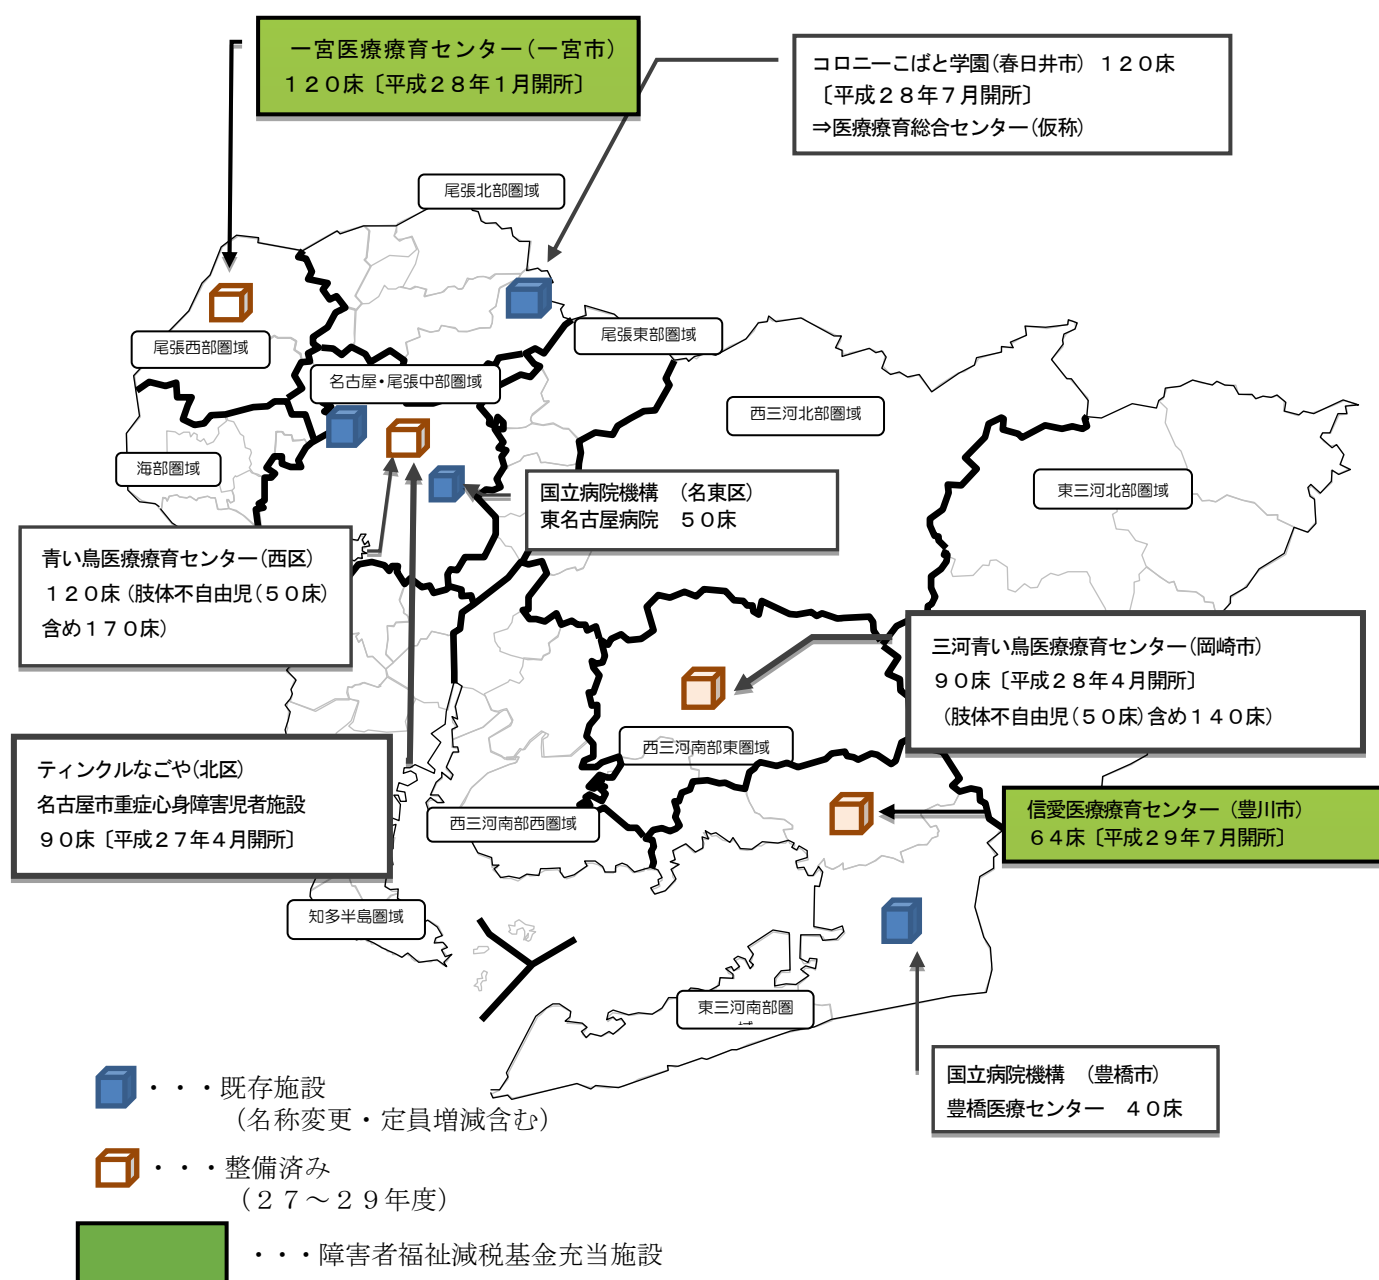 一宮医療療育センター(一宮市)
１２０床〔平成２８年１月開所〕
コロニーこばと学園(春日井市)　１２０床
〔平成２８年７月開所〕
⇒医療療育総合センター(仮称)
尾張北部圏域
尾張西部圏域
尾張東部圏域
名古屋・尾張中部圏域
西三河北部圏域
海部圏域
東三河北部圏域
国立病院機構　（名東区）
東名古屋病院　５０床
青い鳥医療療育センター(西区)
１２０床 (肢体不自由児(５０床)
含め１７０床)
三河青い鳥医療療育センター(岡崎市)
９０床〔平成２８年４月開所〕
(肢体不自由児(５０床)含め１４０床)
西三河南部東圏域
ティンクルなごや(北区)
名古屋市重症心身障害児者施設
９０床〔平成２７年４月開所〕
西三河南部西圏域
信愛医療療育センター（豊川市）
６４床〔平成２９年７月開所〕
知多半島圏域
東三河南部圏
国立病院機構　（豊橋市）
豊橋医療センター　４０床
・・・既存施設
（名称変更・定員増減含む）
・・・整備済み
（２７～２９年度）
・・・障害者福祉減税基金充当施設